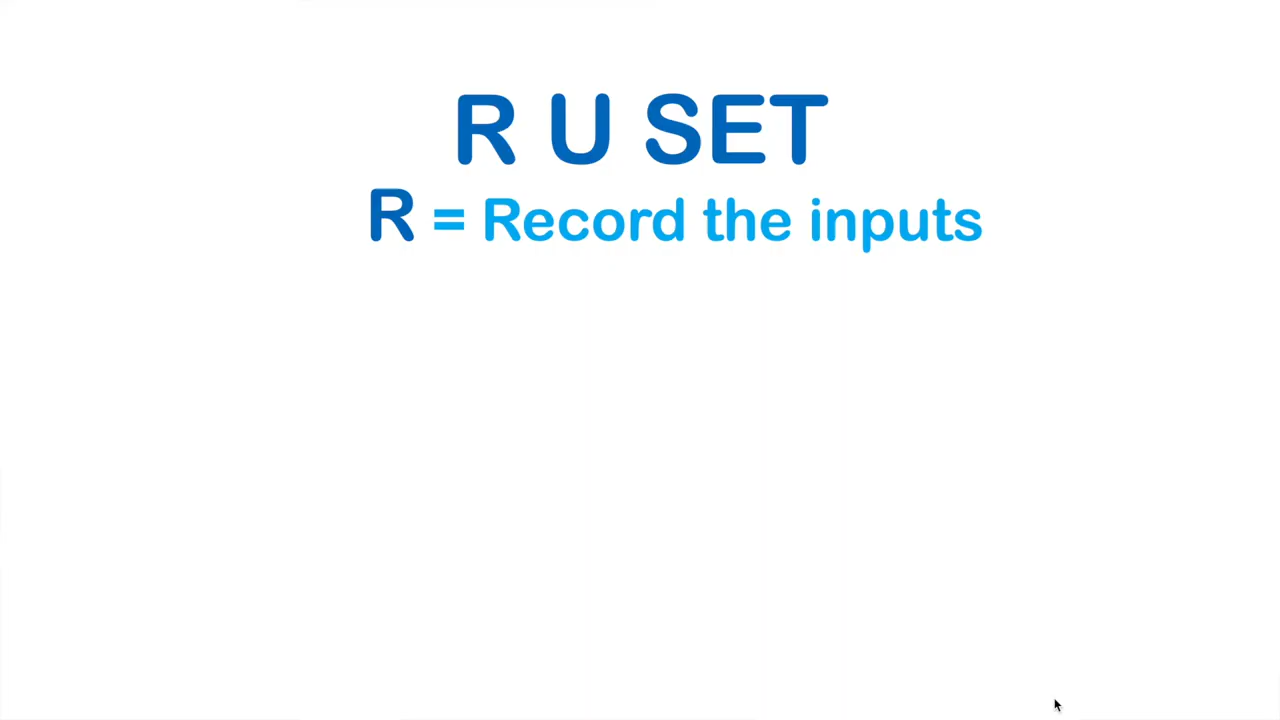 R U SET
R = Record the inputs